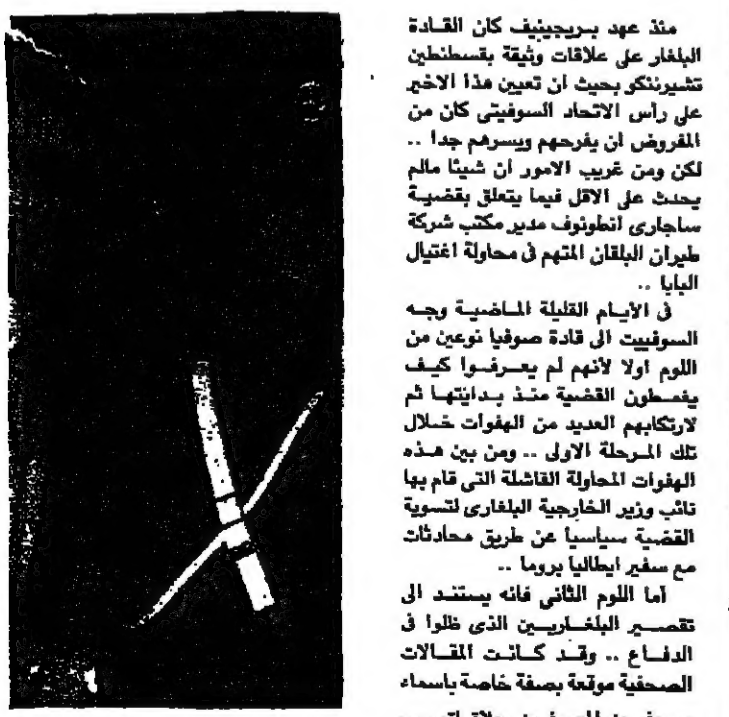 منذ عهد بريجينيف كان القادة
البلغار على علاقات وثيقة بقسطنطين
تشيرننكو بحيث ان تعيين هذا الاخير
على رأس الاتحاد السوفيتى كان من
المفروض ان يفرحهم ويسرهم جدا ..
لكن ومن غريب الامور ان شيئا مالم
يحدث على الاقل فيما يتعلق بقضية
ساجارى انطونوف مدير مكتب شركة
طيران البلقان المتهم فى محاولة اغتيال
البابا ..
فى الأيام القليلة الماضية وجه
السوفييت الى قادة صوفيا نوعين من
اللوم اولا لأنهم لم يعرفوا كيف
يغمطون القضية منذ بدايتها ثم
لارتكابهم العديد من الهفوات خلال
تلك المرحلة الاولى .. ومن بين هذه
الهفوات المحاولة الفاشلة التى قام بها
نائب وزير الخارجية البلغارى لتسوية
القضية سياسيا عن طريق محادثات
مع سفير ايطاليا بروما ..
أما اللوم الثانى فانه يستند الى
تقصير البلغاريين الذى ظلوا فى
الدفاع .. وقد كانت المقالات
الصحفية موقعة بصفة خاصة باسماء